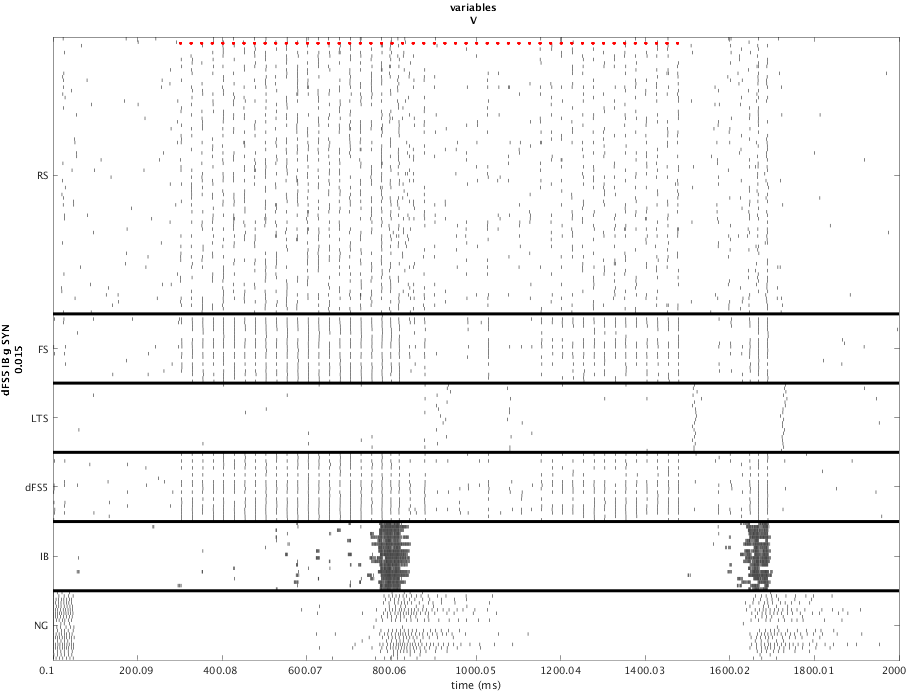 variables
V
dFS5 IB g SYN
0.015
RS
FS
LTS
dFS5
IB
NG
0.1 200.09 400.08 600.07 800.06 1000.05 1200.04 1400.03 1600.02 1800.01 2000
time (ms)